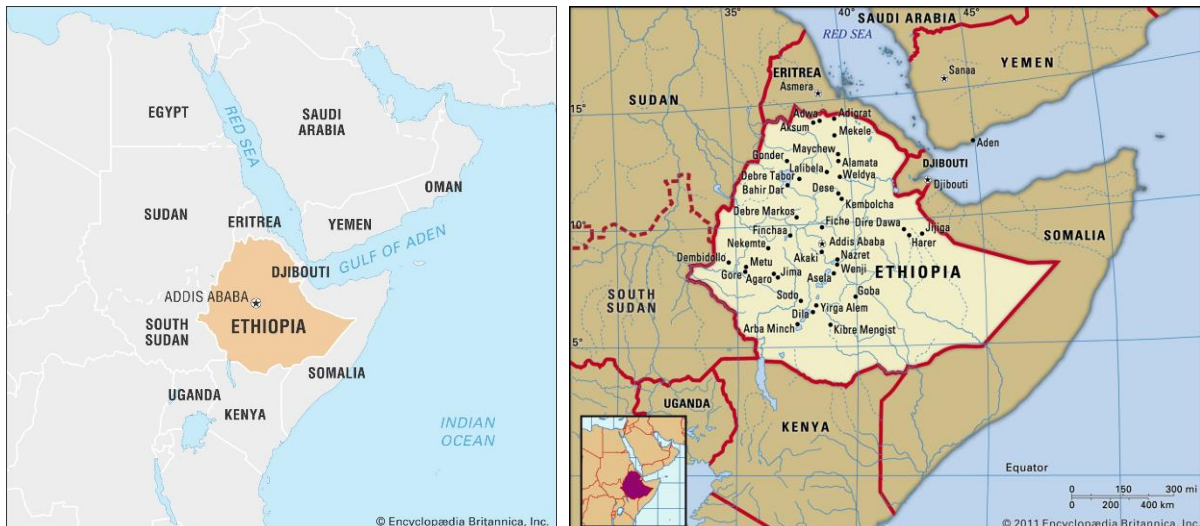 EGYPT
SAUDI
ARABIA
RED SEA
OMAN
SUDAN
ERITREA
YEMEN
GULF OF ADEN
DJIBOUTI
ADDIS ABABA
ETHIOPIA
SOUTH
SUDAN
SOMALIA
UGANDA
KENYA
INDIAN
OCEAN
© Encyclopædia Britannica, Inc.
35°
40°
45°
SAUDI ARABIA
RED SEA
YEMEN
Sanaa
ERITREA
Asmera
SUDAN
15°
Adwa
Adigrat
Aksum
Mekele
Aden
Maychew
Gonder
Alamata
DJIBOUTI
Lalibela
Weldya
Debre Tabor
Djibouti
Bahir Dar
Dese
Kembolcha
Debre Markos
10°
Fiche
Dire Dawa
Jijiga
SOMALIA
Finchaa
Harer
Nekemte
Addis Ababa
Dembidollo
Metu
Akaki
Nazret
Gore
Jima
Wenji
ETHIOPIA
Agaro
Asela
SOUTH
SUDAN
Goba
Sodo
Yirga Alem
Dila
Arba Minch
Kibre Mengist
5°
UGANDA
KENYA
Equator
0 150 300 mi
0 200 400 km
© 2011 Encyclopædia Britannica, Inc.